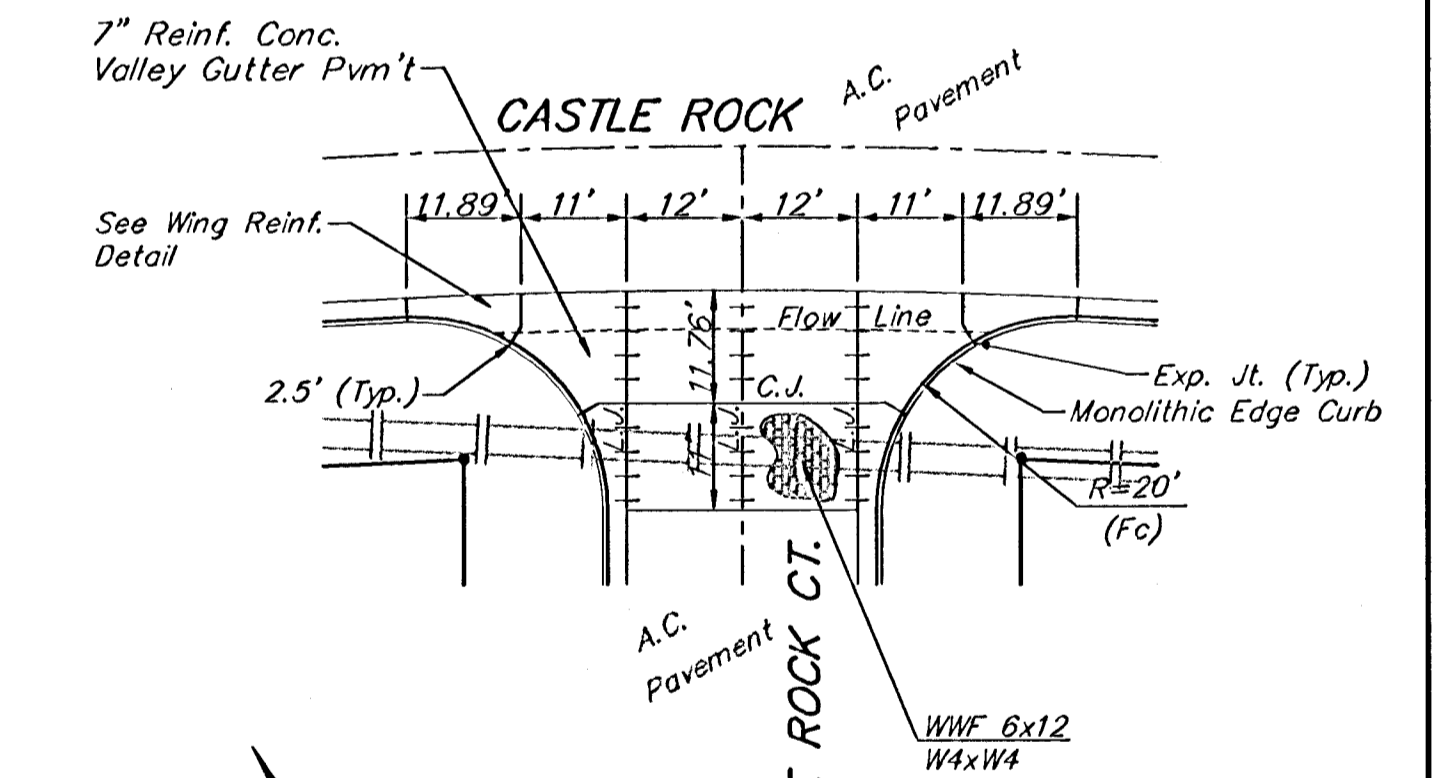 7" Reinf. Conc.
Valley Gutter Pvm't
CASTLE ROCK
A.C.
Pavement
11.89'
11'
12'
12'
11'
11.89'
See Wing Reinf.
Detail
11.76'
Flow Line
2.5' (Typ.)
C.J.
Exp. Jt. (Typ.)
Monolithic Edge Curb
L.J.
11'
L.J.
L.J.
R=20'
(Fc)
A.C.
Pavement
ROCK CT.
WWF 6x12
W4xW4